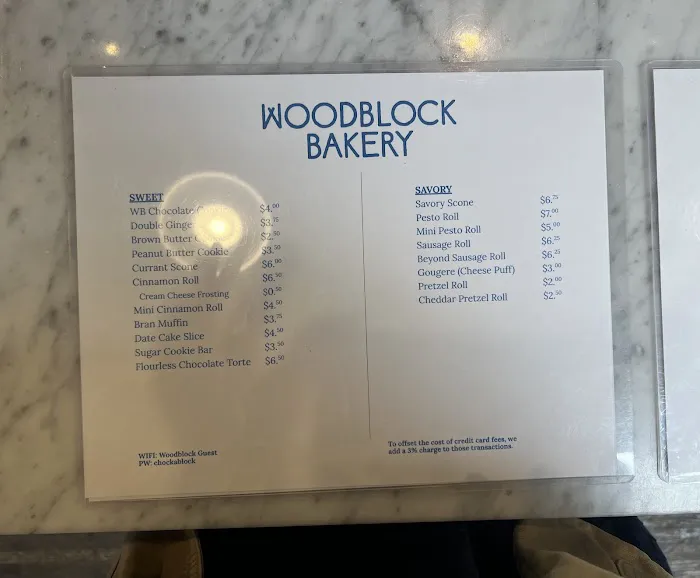 WOODBLOCK
BAKERY
SWEET
WB Chocolate $4.00
Double $3.75
Brown Butter $2.50
Peanut Butter Cookie $3.50
Currant Scone $6.00
Cinnamon Roll $6.50
Cream Cheese Frosting $0.50
Mini Cinnamon Roll $4.50
Bran Muffin $3.75
Date Cake Slice $4.50
Sugar Cookie Bar $3.50
Flourless Chocolate Torte $6.50
WIFI: Woodblock Guest
PW: chockablock
SAVORY
Savory Scone $6.75
Pesto Roll $7.00
Mini Pesto Roll $5.00
Sausage Roll $6.25
Beyond Sausage Roll $6.25
Gougere (Cheese Puff) $3.00
Pretzel Roll $2.00
Cheddar Pretzel Roll $2.50
To offset the cost of credit card fees, we
add a 3% charge to those transactions.